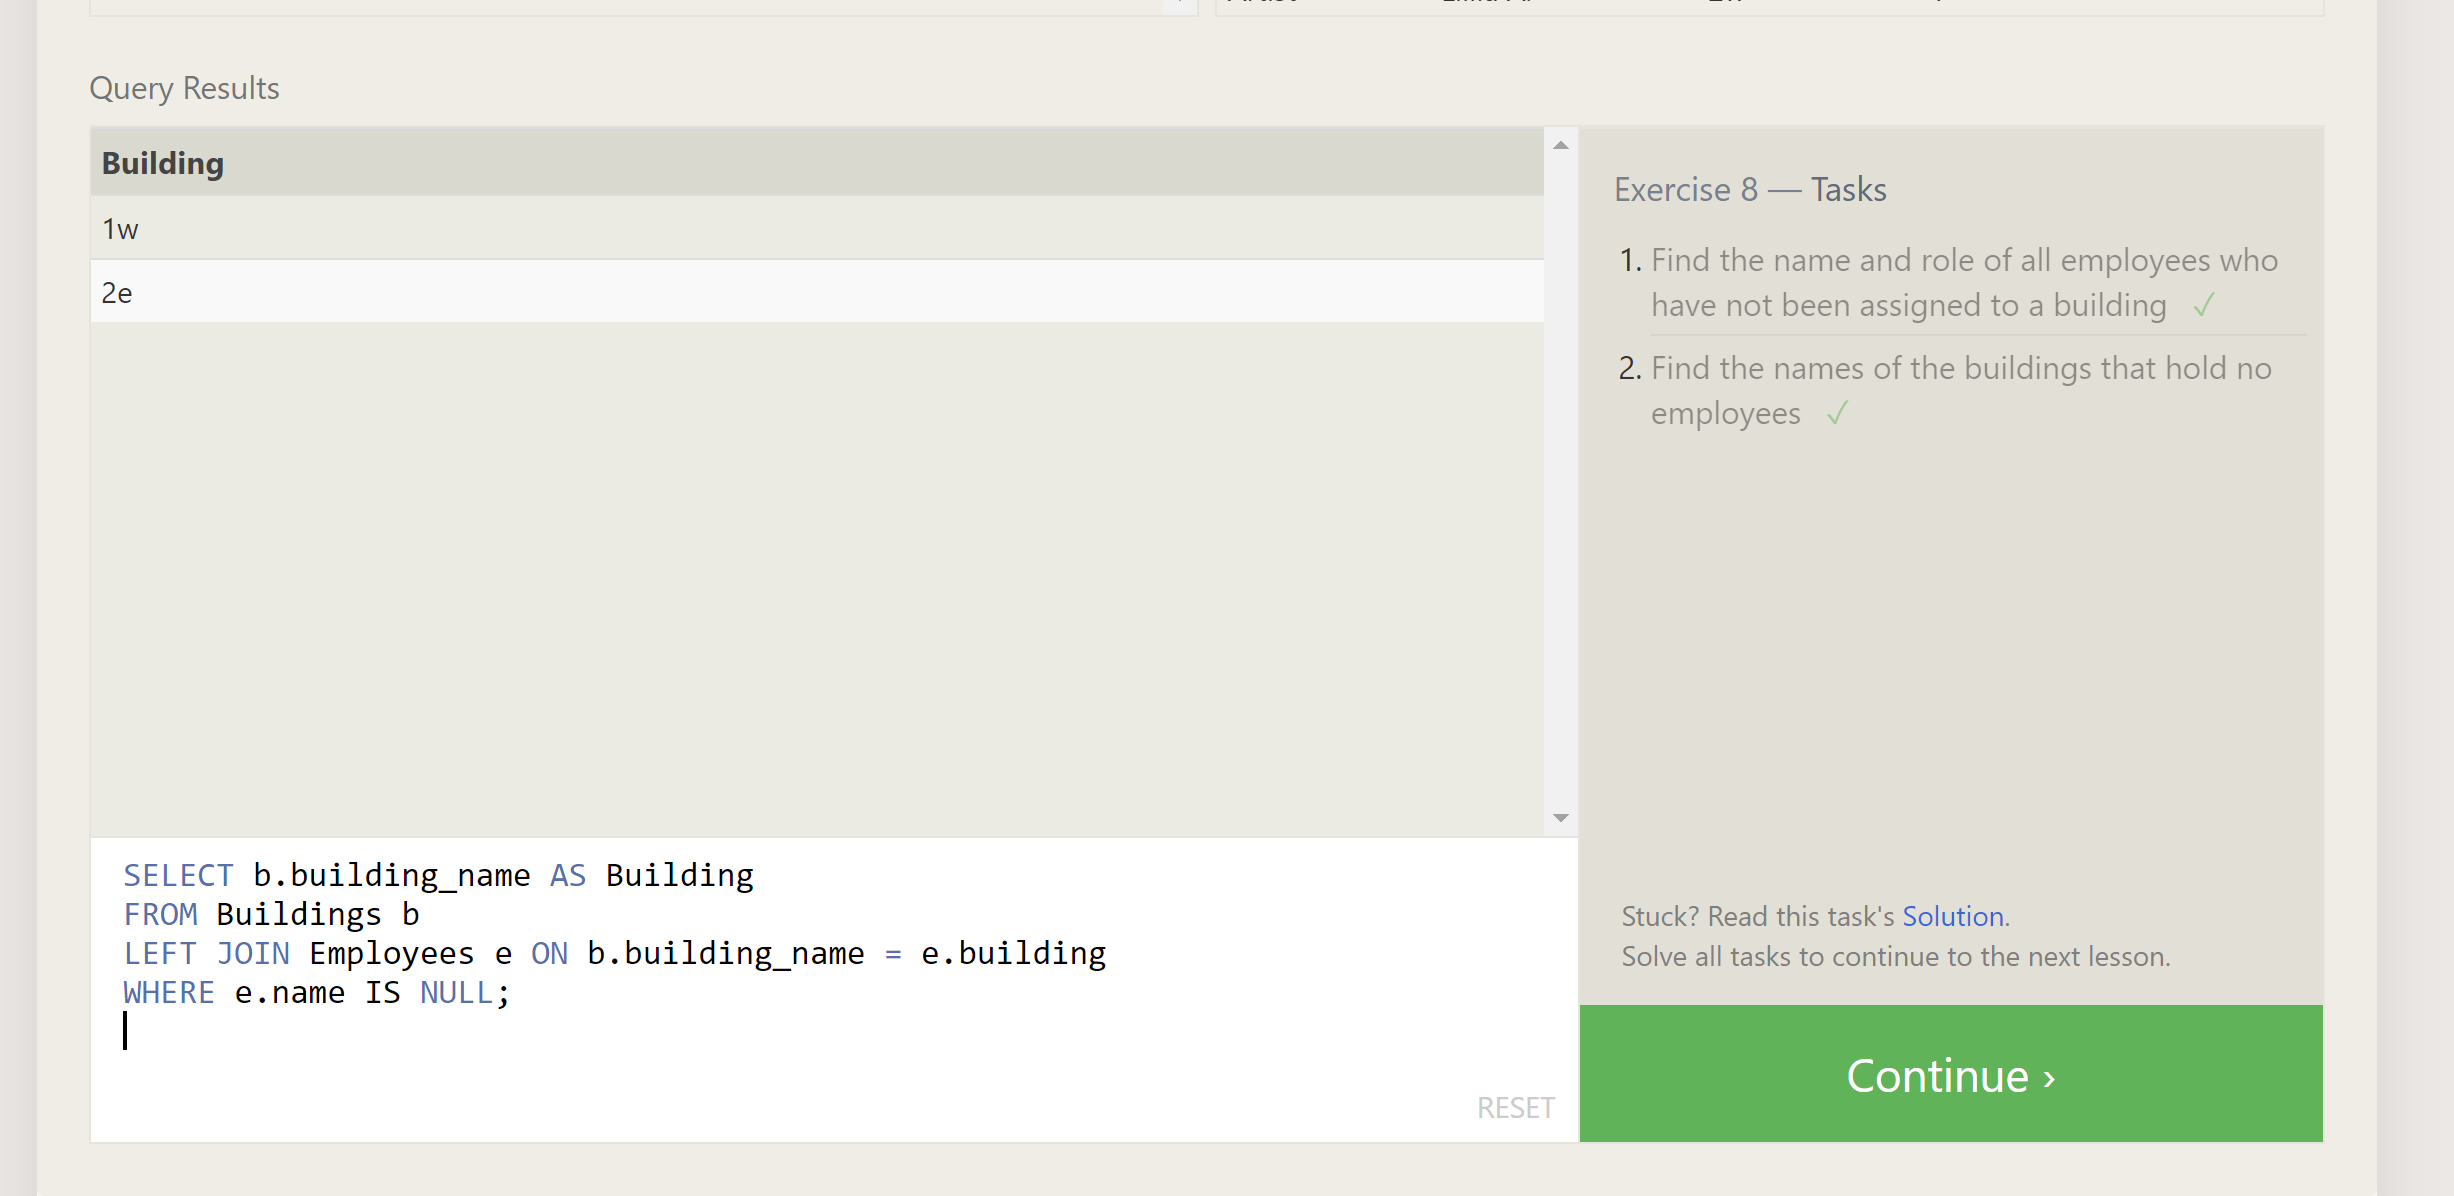 Query Results
Building
1w
2e
SELECT b.building_name AS Building
FROM Buildings b
LEFT JOIN Employees e ON b.building_name = e.building
WHERE e.name IS NULL;
RESET
Exercise 8 — Tasks
1. Find the name and role of all employees who
have not been assigned to a building ✓
2. Find the names of the buildings that hold no
employees ✓
Stuck? Read this task's Solution.
Solve all tasks to continue to the next lesson.
Continue ›